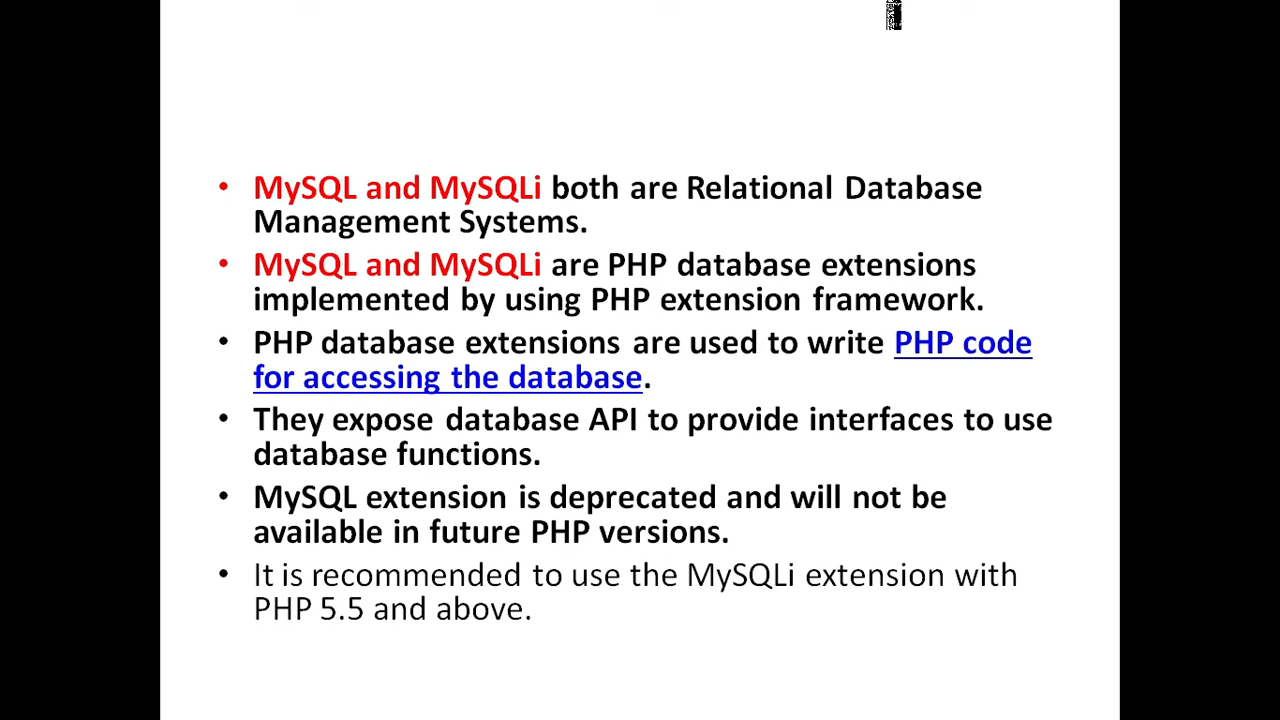 • MySQL and MySQLi both are Relational Database
Management Systems.
• MySQL and MySQLi are PHP database extensions
implemented by using PHP extension framework.
• PHP database extensions are used to write PHP code
for accessing the database.
• They expose database API to provide interfaces to use
database functions.
• MySQL extension is deprecated and will not be
available in future PHP versions.
• It is recommended to use the MySQLi extension with
PHP 5.5 and above.